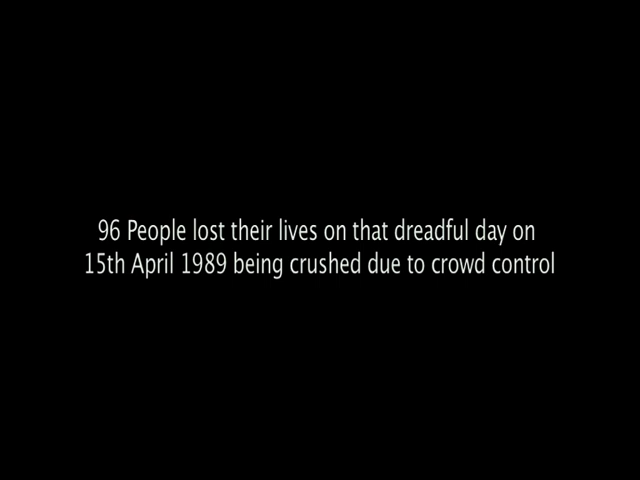 96 People lost their lives on that dreadful day on
15th April 1989 being crushed due to crowd control